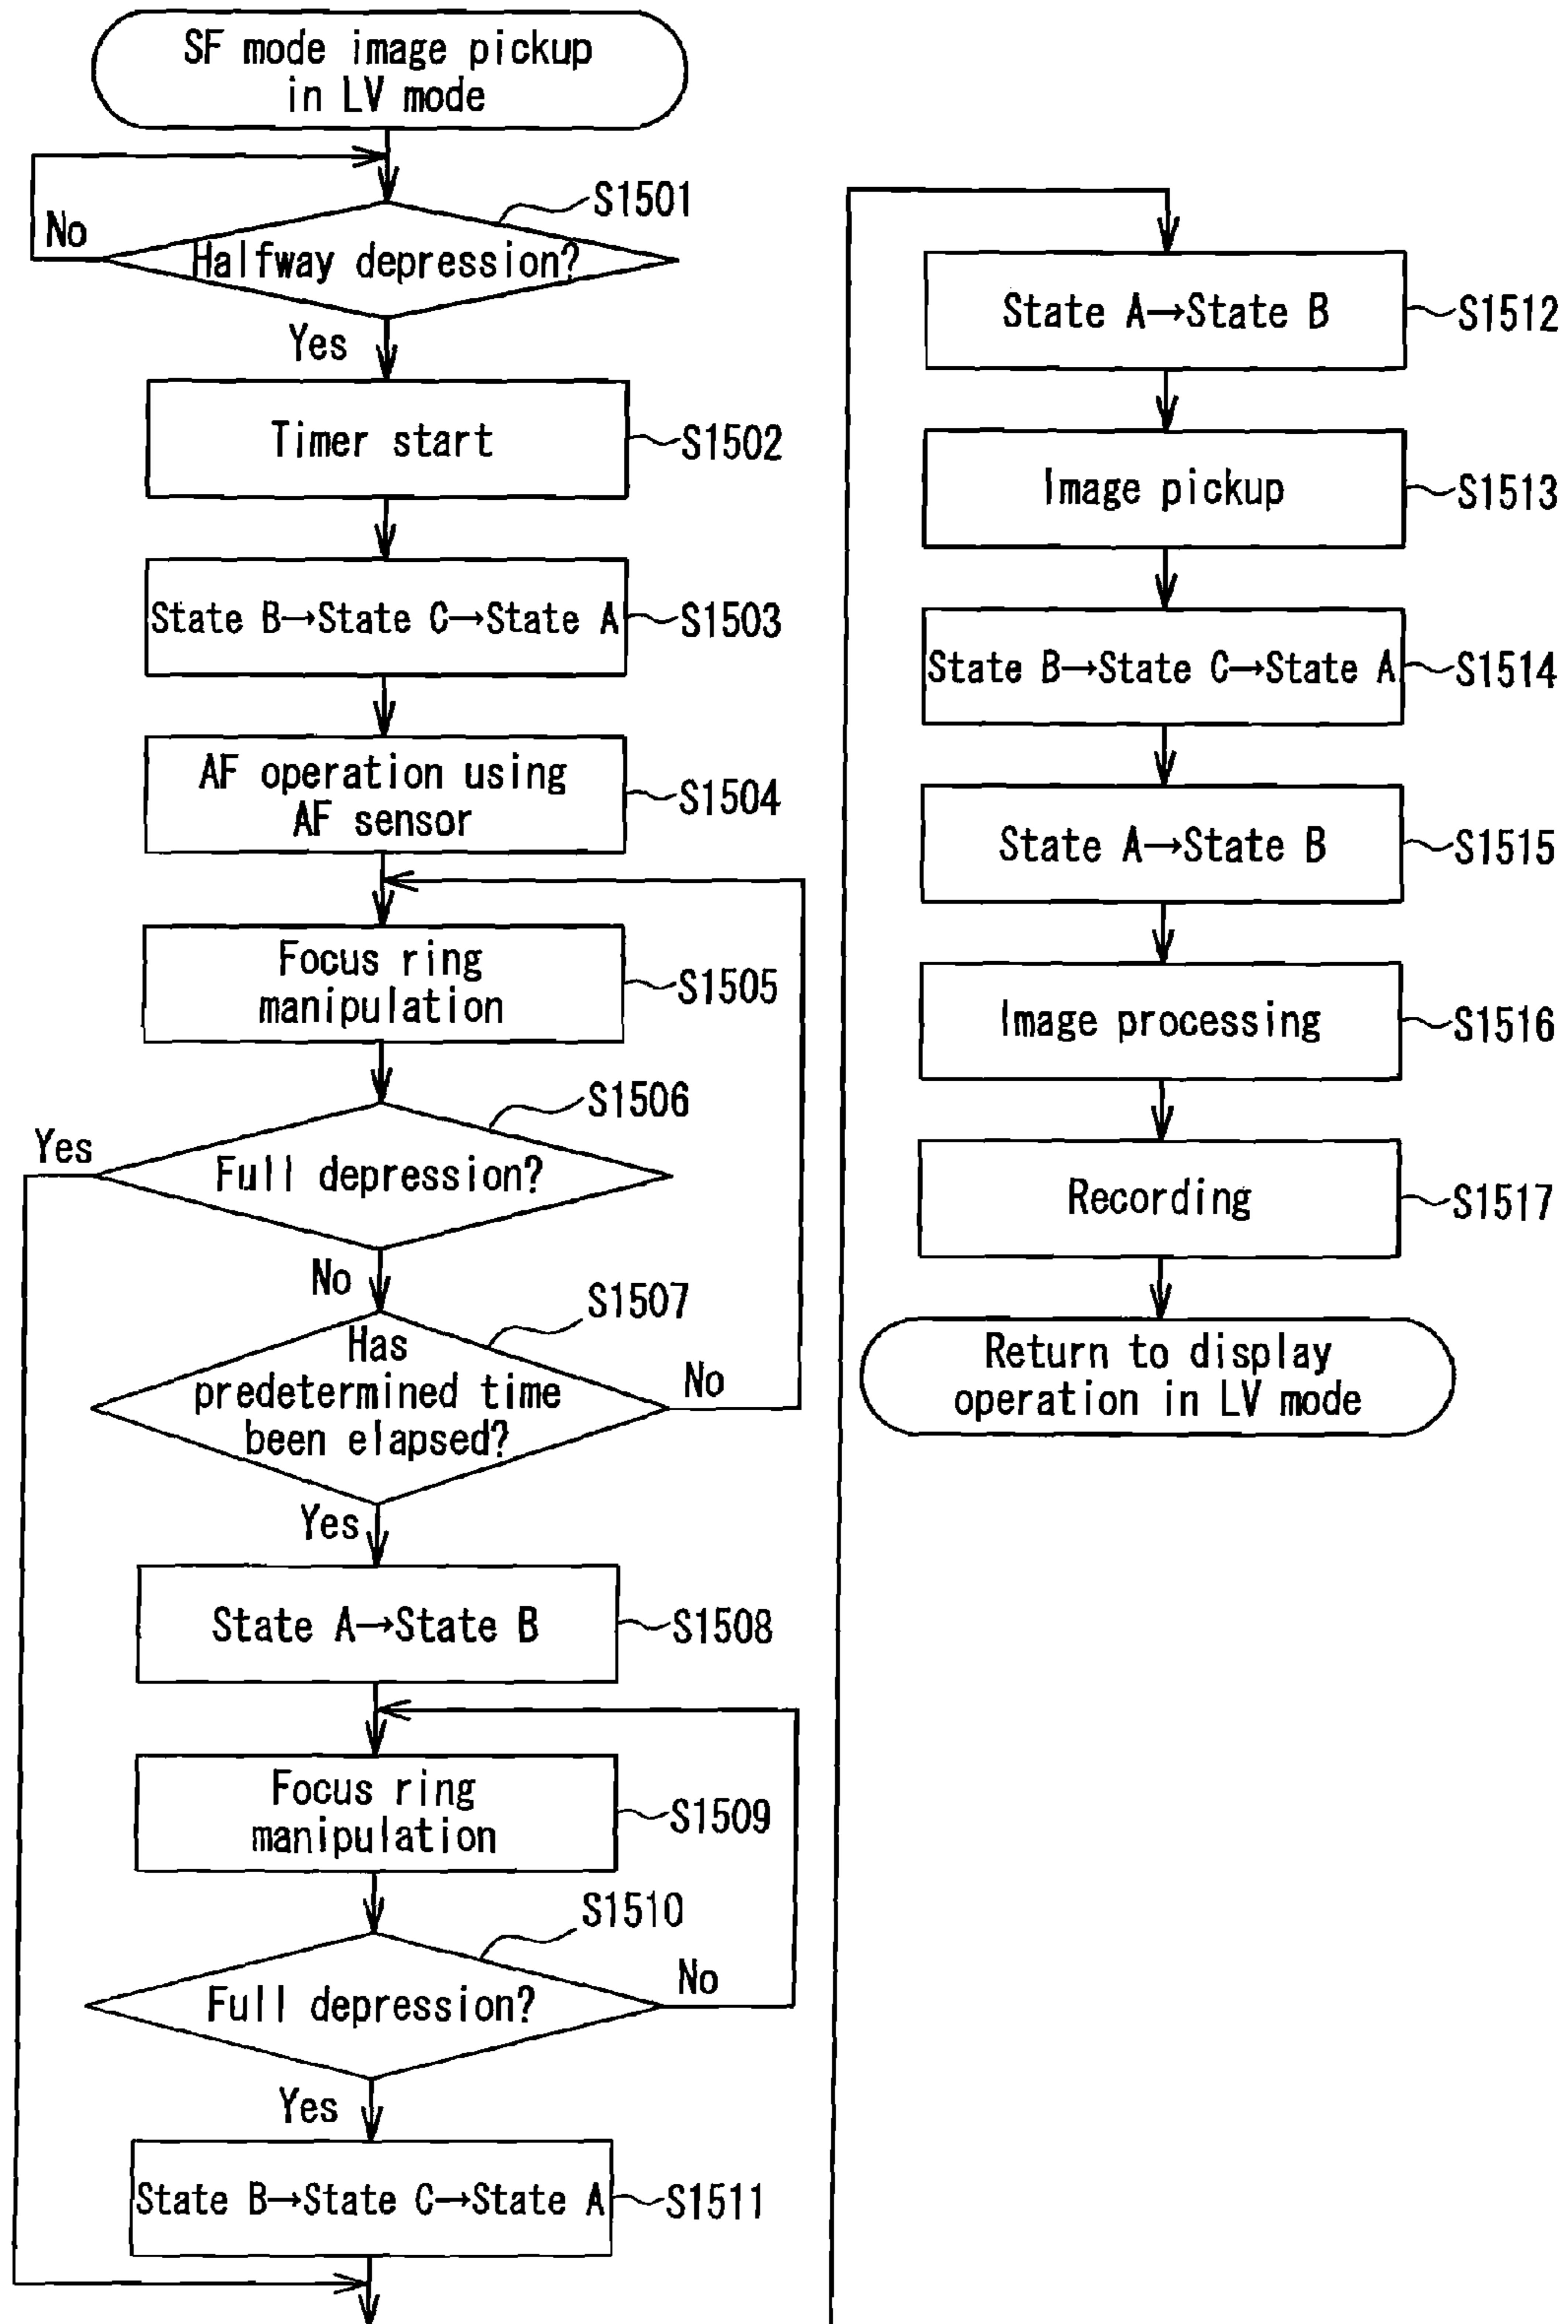 SF mode image pickup
in LV mode
S1501
No
Halfway depression?
Yes
Timer start
S1502
State B→State C→State A
S1503
AF operation using
AF sensor
S1504
Focus ring
manipulation
S1505
S1506
Yes
Full depression?
No
S1507
Has
predetermined time
been elapsed?
No
Yes
State A→State B
S1508
Focus ring
manipulation
S1509
S1510
Full depression?
No
Yes
State B→State C→State A
S1511
State A→State B
S1512
Image pickup
S1513
State B→State C→State A
S1514
State A→State B
S1515
Image processing
S1516
Recording
S1517
Return to display
operation in LV mode